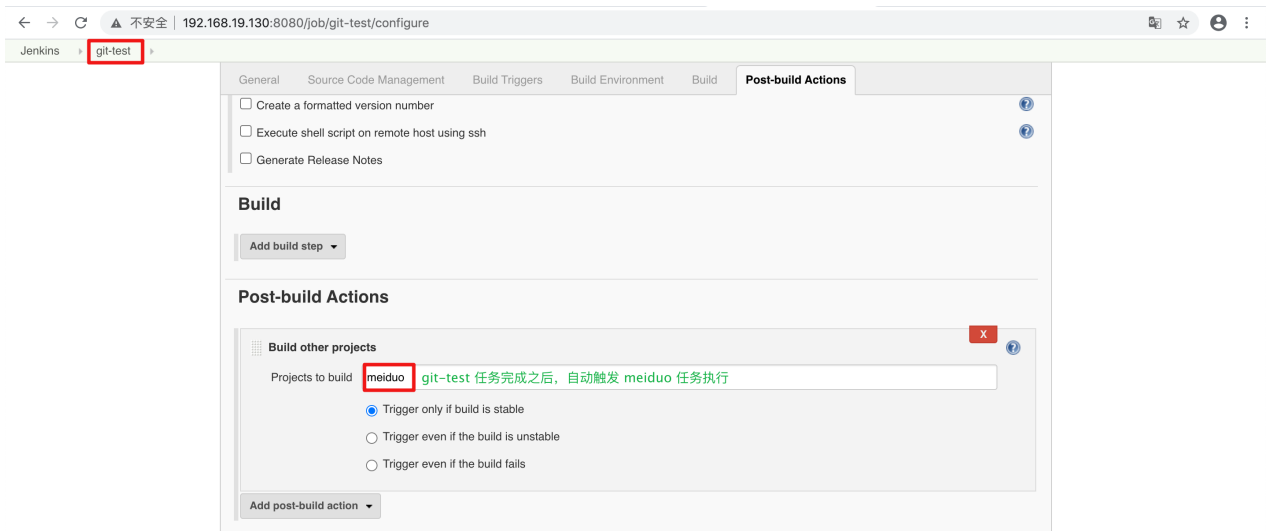 不安全 | 192.168.19.130:8080/job/git-test/configure
Jenkins git-test
General Source Code Management Build Triggers Build Environment Build Post-build Actions
Create a formatted version number
Execute shell script on remote host using ssh
Generate Release Notes
Build
Add build step
Post-build Actions
X
Build other projects
Projects to build meiduo git-test 任务完成之后，自动触发 meiduo 任务执行
Trigger only if build is stable
Trigger even if the build is unstable
Trigger even if the build fails
Add post-build action